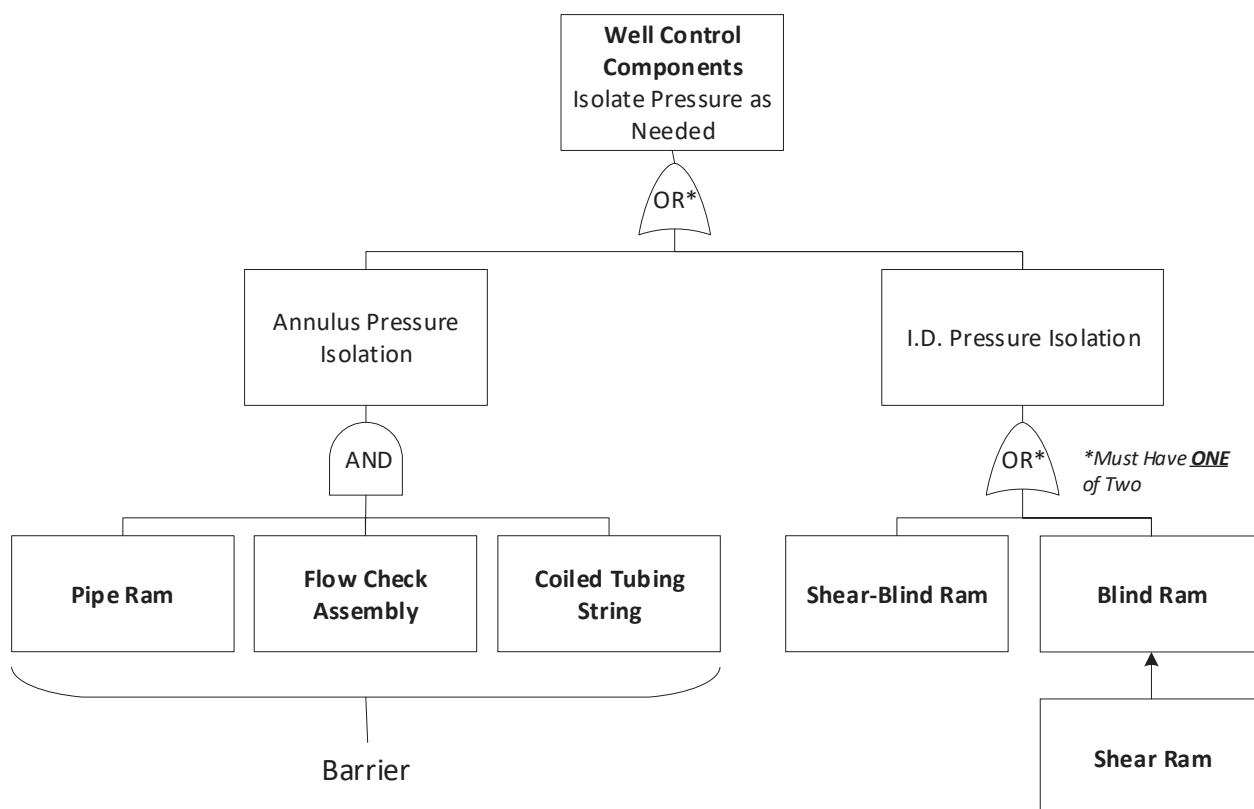 Well Control
Components
Isolate Pressure as
Needed
OR*
Annulus Pressure
Isolation
I.D. Pressure Isolation
AND
OR*
*Must Have ONE
of Two
Pipe Ram
Flow Check
Assembly
Coiled Tubing
String
Shear-Blind Ram
Blind Ram
Barrier
Shear Ram